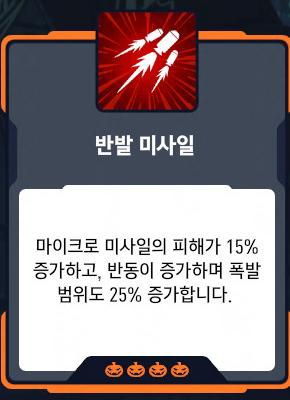 반발 미사일
마이크로 미사일의 피해가 15%
증가하고, 반동이 증가하며 폭발
범위도 25% 증가합니다.